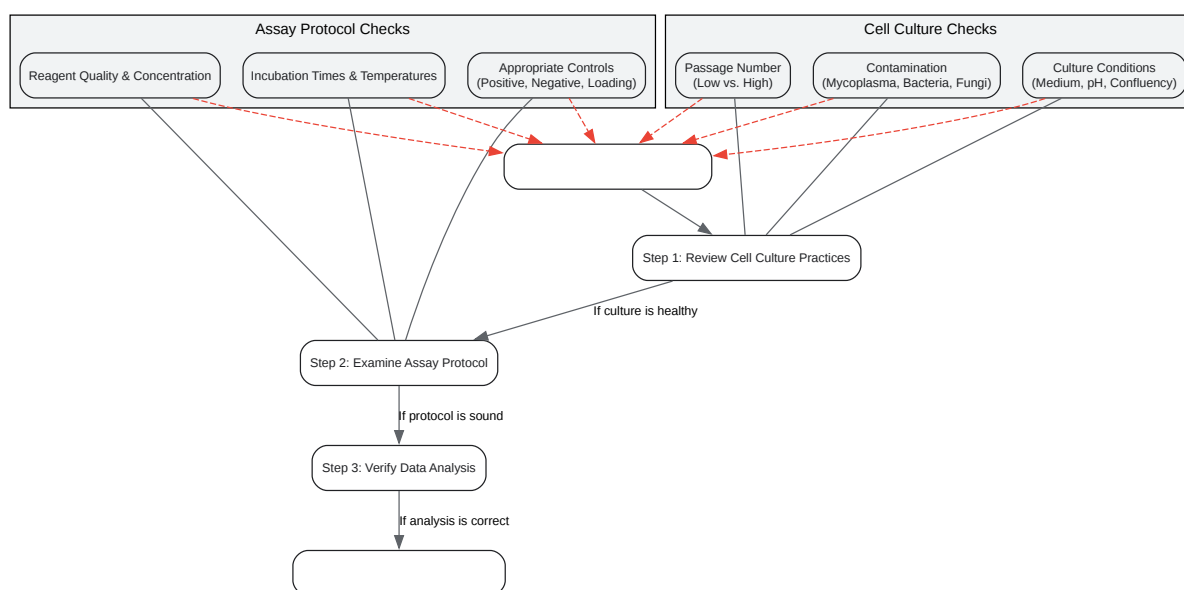 Assay Protocol Checks
Cell Culture Checks
Reagent Quality & Concentration
Incubation Times & Temperatures
Appropriate Controls
(Positive, Negative, Loading)
Passage Number
(Low vs. High)
Contamination
(Mycoplasma, Bacteria, Fungi)
Culture Conditions
(Medium, pH, Confluency)
Step 1: Review Cell Culture Practices
If culture is healthy
Step 2: Examine Assay Protocol
If protocol is sound
Step 3: Verify Data Analysis
If analysis is correct